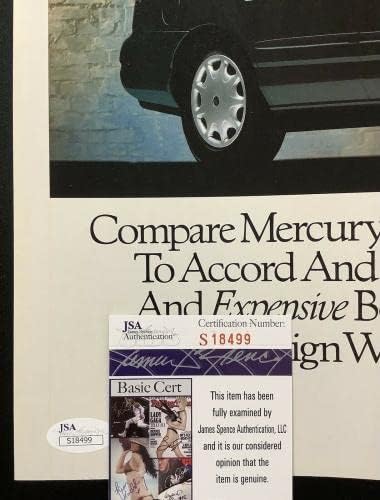 Compare Mercury
To Accord And
And Expensive B
sign W
JSA
James Spence
Authentication
Certification Number:
S18499
Basic Cert
This item has been
fully examined by
James Spence Authentication, LLC
and it is our considered
opinion that the
item is genuine.
JSA
S18499